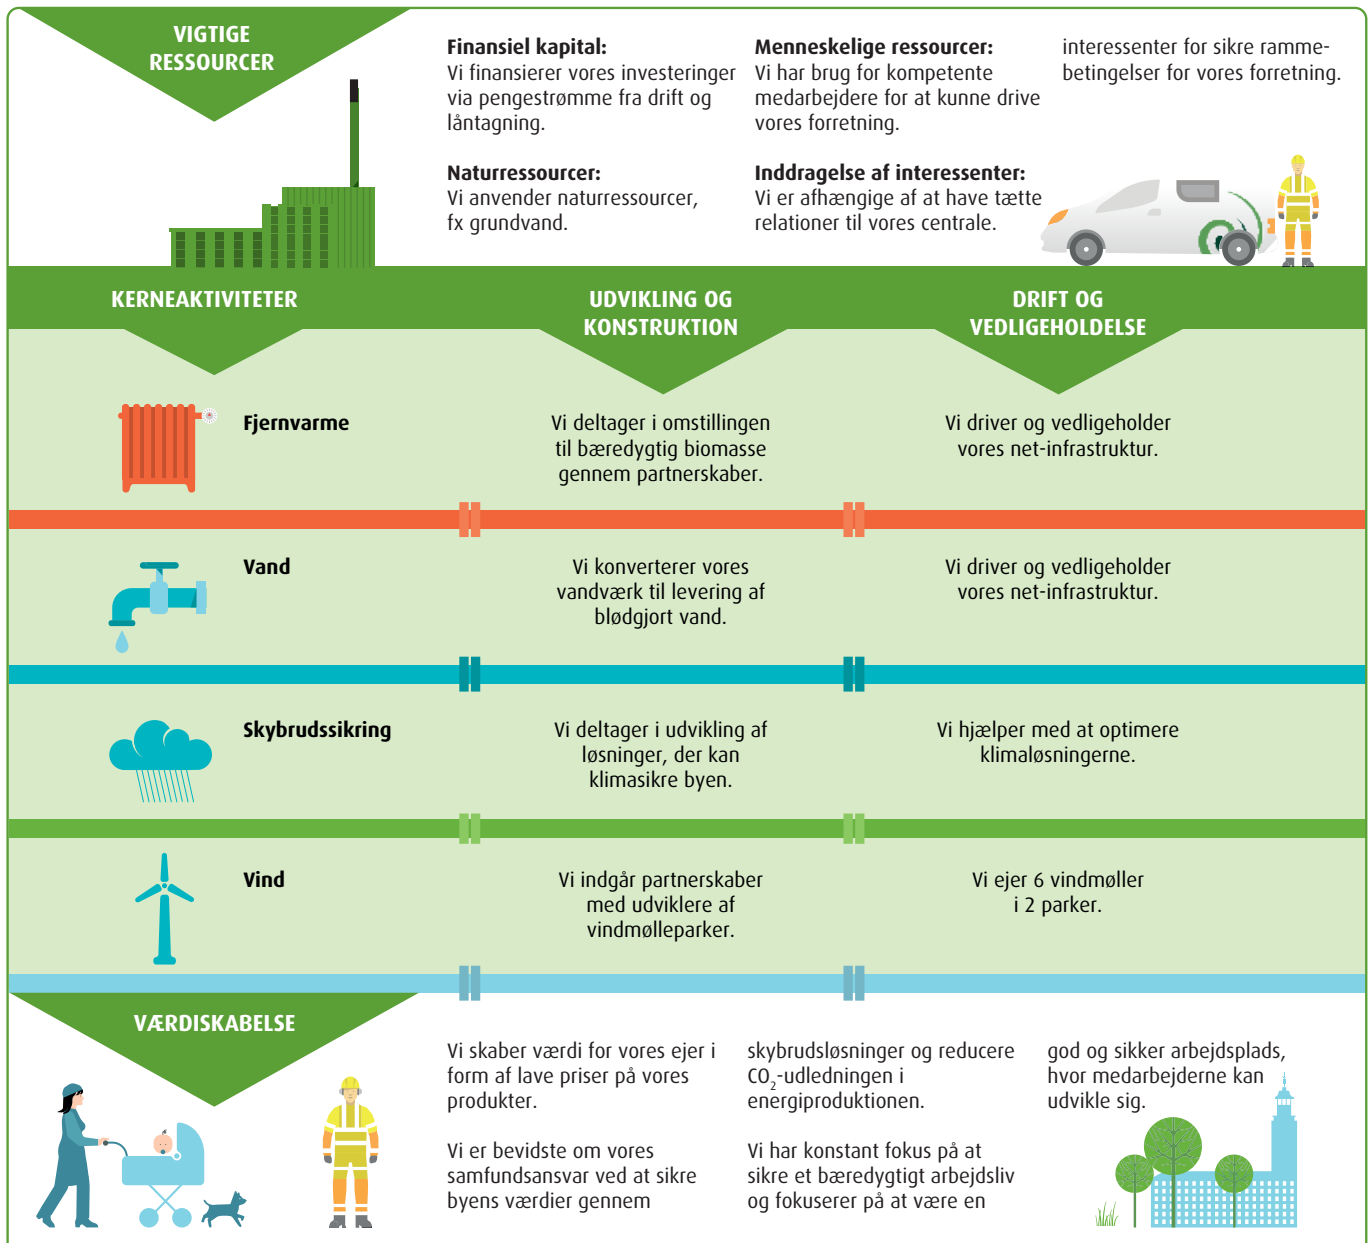 VIGTIGE
RESSOURCER
Finansiel kapital:
Vi finansierer vores investeringer
via pengestrømme fra drift og
låntagning.
Naturressourcer:
Vi anvender naturressourcer,
fx grundvand.
Menneskelige ressourcer:
Vi har brug for kompetente
medarbejdere for at kunne drive
vores forretning.
Inddragelse af interessenter:
Vi er afhængige af at have tætte
relationer til vores centrale.
interessenter for sikre ramme-
betingelser for vores forretning.
KERNEAKTIVITETER
UDVIKLING OG
KONSTRUKTION
DRIFT OG
VEDLIGEHOLDELSE
Fjernvarme
Vi deltager i omstillingen
til bæredygtig biomasse
gennem partnerskaber.
Vi driver og vedligeholder
vores net-infrastruktur.
Vand
Vi konverterer vores
vandværk til levering af
blødgjort vand.
Vi driver og vedligeholder
vores net-infrastruktur.
Skybrudssikring
Vi deltager i udvikling af
løsninger, der kan
klimasikre byen.
Vi hjælper med at optimere
klimaløsningerne.
Vind
Vi indgår partnerskaber
med udviklere af
vindmølleparker.
Vi ejer 6 vindmøller
i 2 parker.
VÆRDISKABELSE
Vi skaber værdi for vores ejer i
form af lave priser på vores
produkter.
Vi er bevidste om vores
samfundsansvar ved at sikre
byens værdier gennem
skybrudsløsninger og reducere
CO₂-udledningen i
energiproduktionen.
Vi har konstant fokus på at
sikre et bæredygtigt arbejdsliv
og fokuserer på at være en
god og sikker arbejdsplads,
hvor medarbejderne kan
udvikle sig.